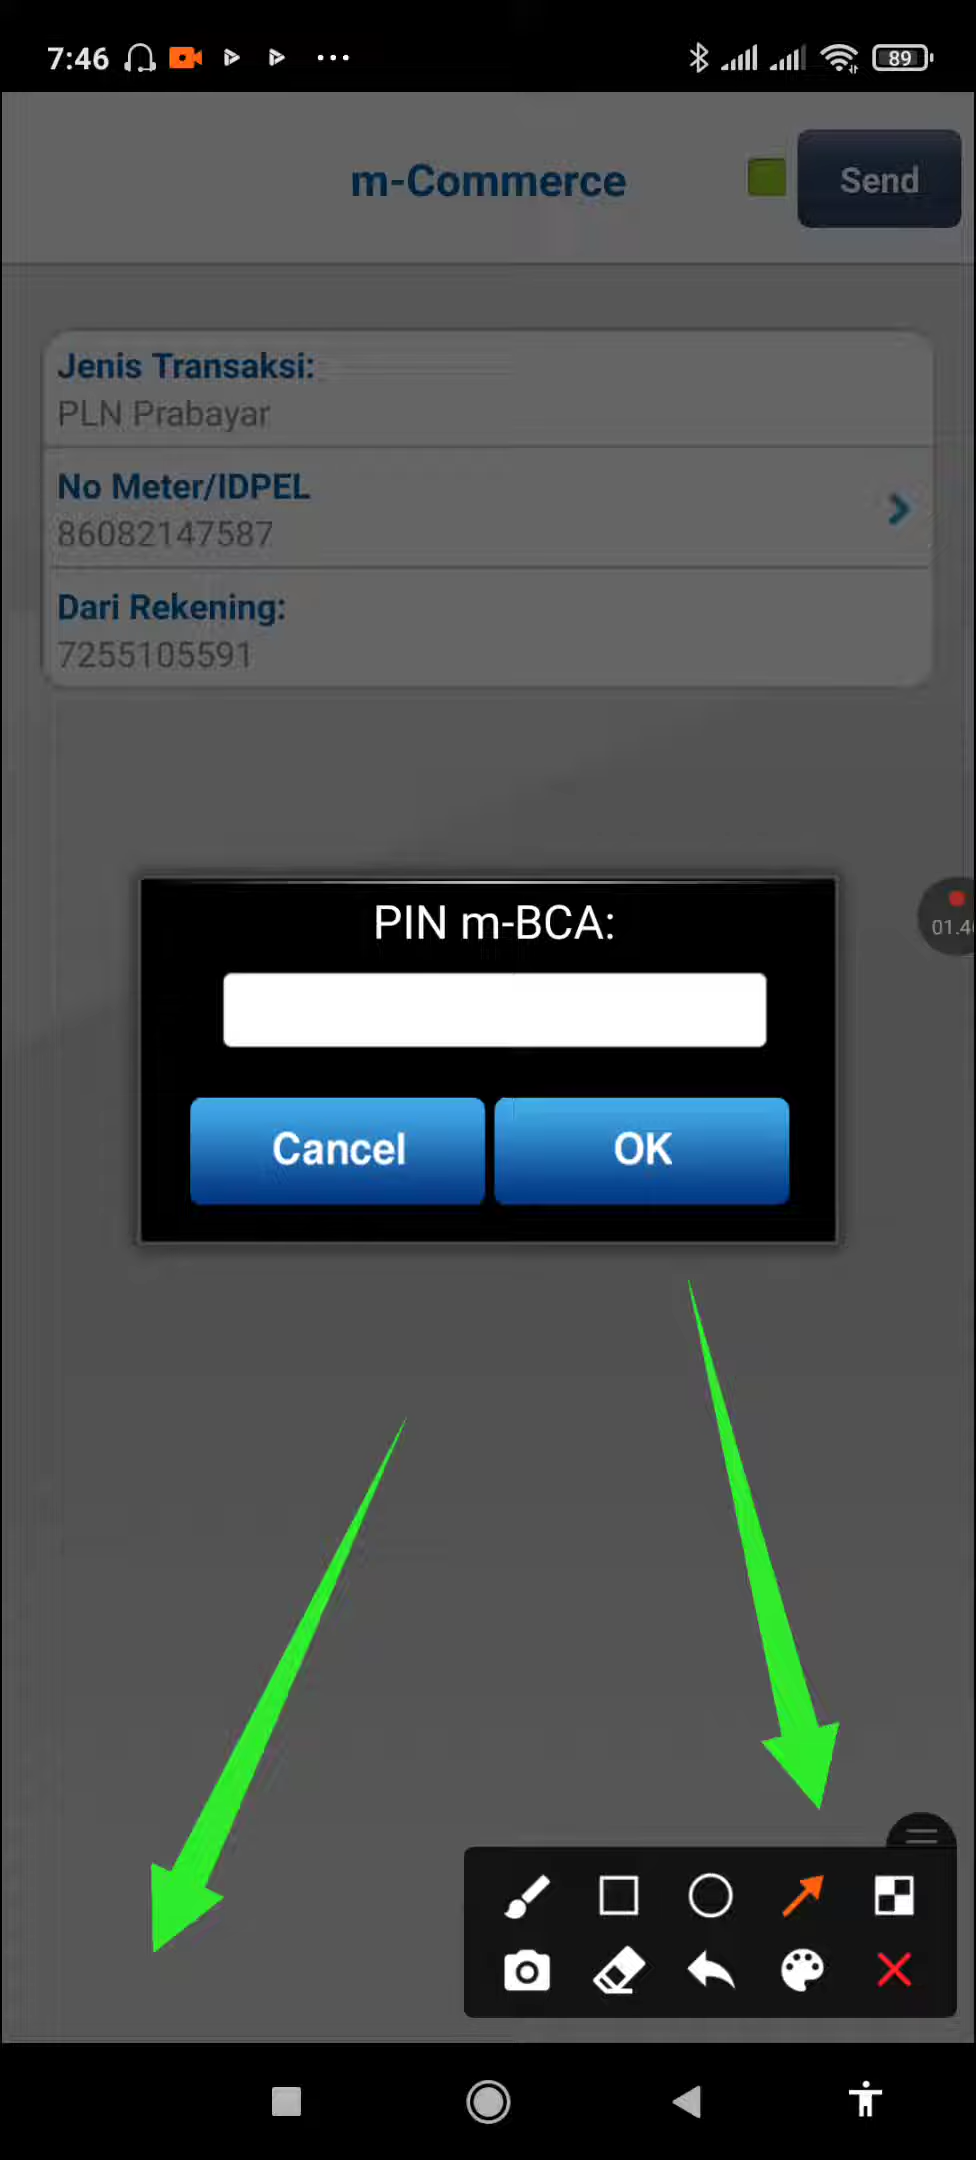 7:46
89
m-Commerce
Send
Jenis Transaksi:
PLN Prabayar
No Meter/IDPEL
86082147587
Dari Rekening:
7255105591
PIN m-BCA:
Cancel
OK